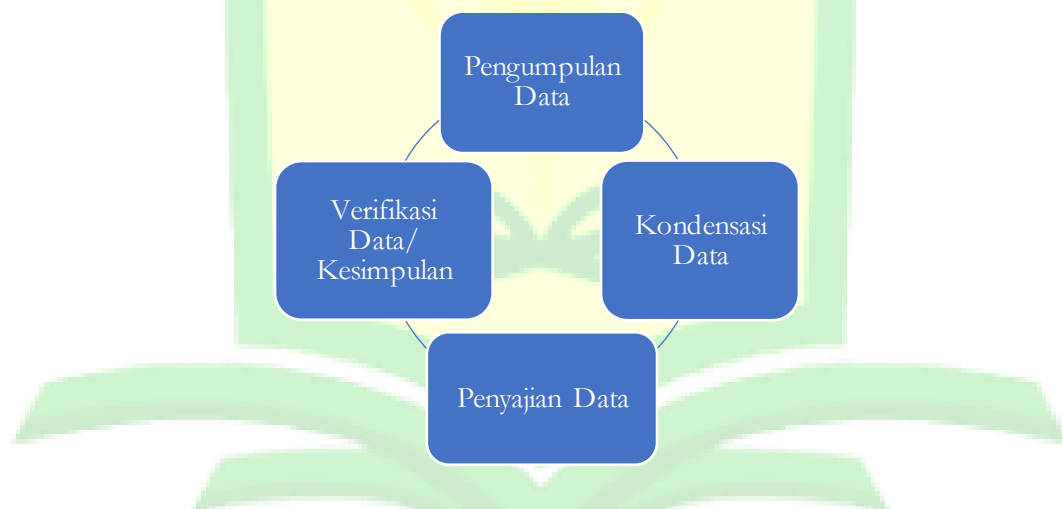 Pengumpulan
Data
Verifikasi
Data/
Kesimpulan
Kondensasi
Data
Penyajian Data